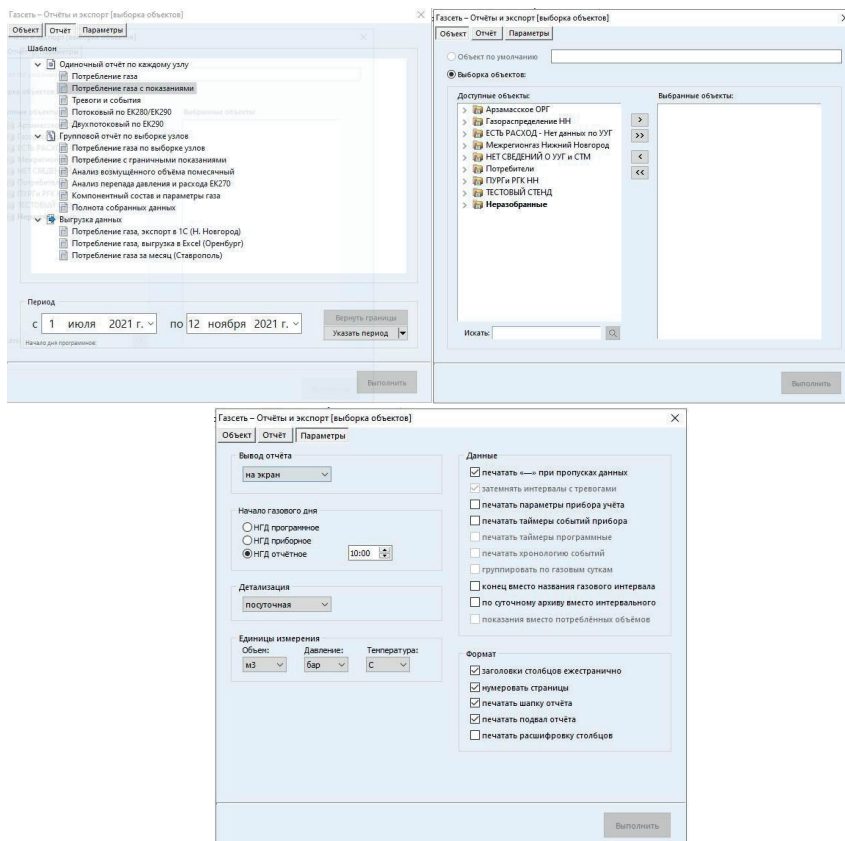 Газсеть – Отчёты и экспорт [выборка объектов]
Объект Отчёт Параметры
Шаблон
Одиночный отчёт по каждому узлу
Потребление газа
Потребление газа с показаниями
Тревоги и события
Потоковый по EK280/EK290
Двухпотоковый по EK290
Групповой отчёт по выборке узлов
Потребление газа по выборке узлов
Потребление с граничными показаниями
Анализ возмущённого объёма помесячный
Анализ перепада давления и расхода EK270
Компонентный состав и параметры газа
Полнота собранных данных
Выгрузка данных
Потребление газа, экспорт в 1С (Н. Новгород)
Потребление газа, выгрузка в Excel (Оренбург)
Потребление газа за месяц (Ставрополь)
Период
с 1 июля 2021 г. по 12 ноября 2021 г.
Вернуть границы
Указать период
Начало дня программное
Выполнить
Газсеть – Отчёты и экспорт [выборка объектов]
Объект Отчёт Параметры
Объект по умолчанию
Выборка объектов:
Доступные объекты:
Арзамасское ОРГ
Газораспределение НН
ЕСТЬ РАСХОД - Нет данных по УУГ
Межрегионгаз Нижний Новгород
НЕТ СВЕДЕНИЙ О УУГ и СТМ
Потребители
ПУРГи РГК НН
ТЕСТОВЫЙ СТЕНД
Неразобранные
>
>>
<
<<
Выбранные объекты:
Искать:
Выполнить
Газсеть – Отчёты и экспорт [выборка объектов]
Объект Отчёт Параметры
Вывод отчёта
на экран
Начало газового дня
НГД программное
НГД приборное
НГД отчётное 10:00
Детализация
посуточная
Единицы измерения
Объем: Давление: Температура:
м3 бар С
Данные
печатать «—» при пропусках данных
затемнять интервалы с тревогами
печатать параметры прибора учёта
печатать таймеры событий прибора
печатать таймеры программные
печатать хронологию событий
группировать по газовым суткам
конец вместо названия газового интервала
по суточному архиву вместо интервального
показания вместо потреблённых объёмов
Формат
заголовки столбцов ежестранично
нумеровать страницы
печатать шапку отчёта
печатать подвал отчёта
печатать расшифровку столбцов
Выполнить